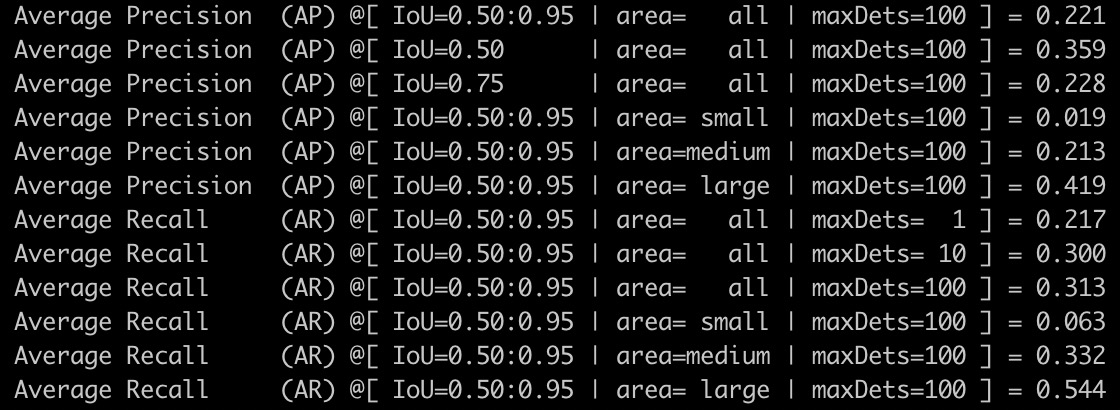 Average Precision  (AP) @[ IoU=0.50:0.95 | area=   all | maxDets=100 ] = 0.221
Average Precision  (AP) @[ IoU=0.50      | area=   all | maxDets=100 ] = 0.359
Average Precision  (AP) @[ IoU=0.75      | area=   all | maxDets=100 ] = 0.228
Average Precision  (AP) @[ IoU=0.50:0.95 | area= small | maxDets=100 ] = 0.019
Average Precision  (AP) @[ IoU=0.50:0.95 | area=medium | maxDets=100 ] = 0.213
Average Precision  (AP) @[ IoU=0.50:0.95 | area= large | maxDets=100 ] = 0.419
Average Recall     (AR) @[ IoU=0.50:0.95 | area=   all | maxDets=  1 ] = 0.217
Average Recall     (AR) @[ IoU=0.50:0.95 | area=   all | maxDets= 10 ] = 0.300
Average Recall     (AR) @[ IoU=0.50:0.95 | area=   all | maxDets=100 ] = 0.313
Average Recall     (AR) @[ IoU=0.50:0.95 | area= small | maxDets=100 ] = 0.063
Average Recall     (AR) @[ IoU=0.50:0.95 | area=medium | maxDets=100 ] = 0.332
Average Recall     (AR) @[ IoU=0.50:0.95 | area= large | maxDets=100 ] = 0.544